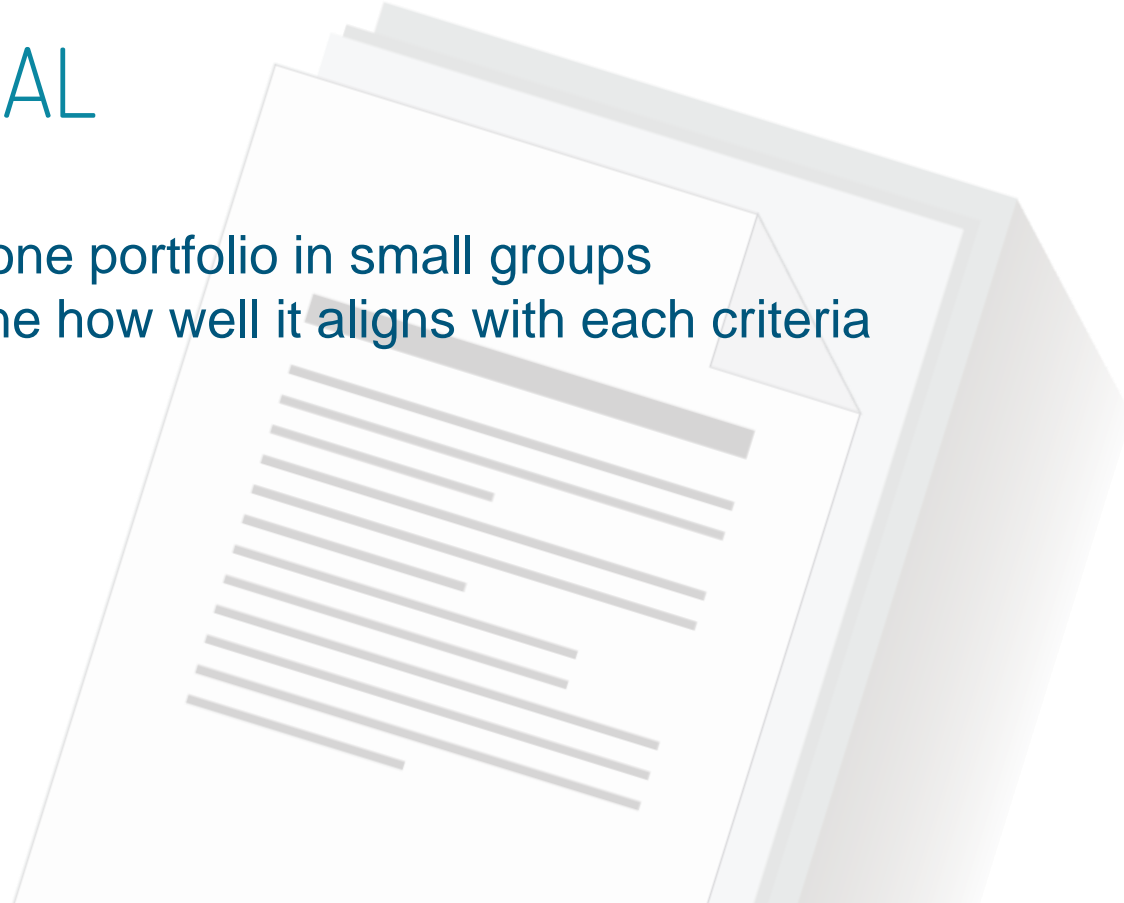 AL
one portfolio in small groups
ne how well it aligns with each criteria